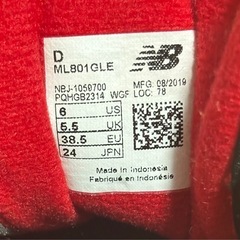 D
ML801GLE
NBJ-1050700 MFG: 08/2019
PQHGB2314 WGF LOC: 78
6 US
5.5 UK
38.5 EU
24 JPN
Made in Indonesia
Fabriqué en Indonésie